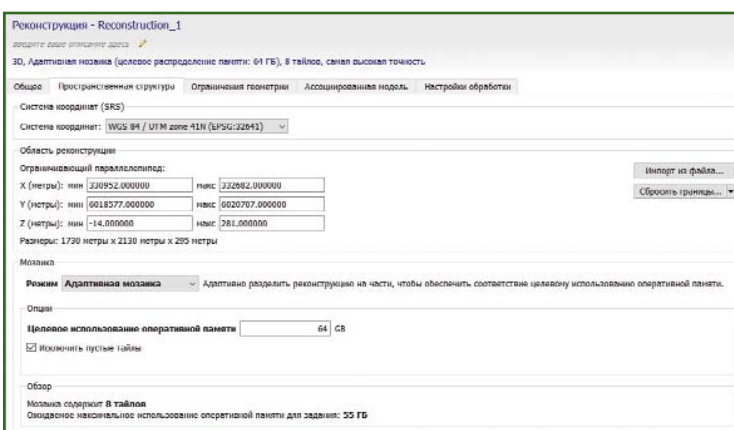 Реконструкция - Reconstruction_1
введите ваше описание здесь
3D, Адаптивная мозаика (целевое распределение памяти: 64 ГБ), 8 тайлов, самая высокая точность
Общее Пространственная структура Ограничения геометрии Ассоциированная модель Настройки обработки
Система координат (SRS)
Система координат: WGS 84 / UTM zone 41N (EPSG:32641)
Область реконструкции
Ограничивающий параллелепипед:
Импорт из файла...
X (метры): мин 330952.000000 макс 332682.000000
Сбросить границы...
Y (метры): мин 6018577.000000 макс 6020707.000000
Z (метры): мин -14.000000 макс 281.000000
Размеры: 1730 метры x 2130 метры x 295 метры
Мозаика
Режим Адаптивная мозаика Адаптивно разделить реконструкцию на части, чтобы обеспечить соответствие целевому использованию оперативной памяти.
Опции
Целевое использование оперативной памяти 64 GB
Исключить пустые тайлы
Обзор
Мозаика содержит 8 тайлов
Ожидаемое максимальное использование оперативной памяти для задания: 55 ГБ